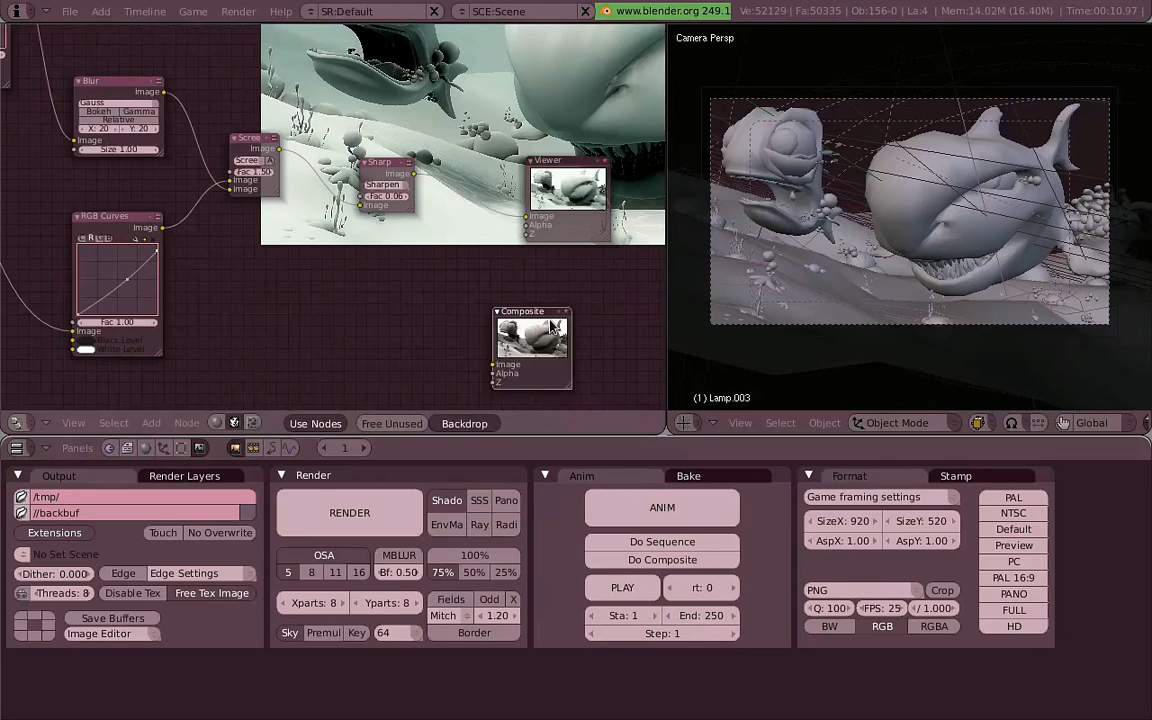 File Add Timeline Game Render Help SR:Default SCE:Scene www.blender.org 249.1 Ve:52129 Fa:50335 Ob:156-0 La:4 Mem:14.02M (16.40M) Time:00:10.97
Camera Persp
Blur
Image
Gauss
Bokeh Gamma
Relative
X: 20 Y: 20
Image
Size 1.00
Scree
Image
Scree A
Fac 1.50
Image
Image
Sharp
Image
Sharpen
Fac 0.06
Image
Viewer
Image
Alpha
Z
RGB Curves
Image
Fac 1.00
Image
Black Level
White Level
Composite
Image
Alpha
Z
(1) Lamp.003
View Select Add Node Use Nodes Free Unused Backdrop
View Select Object Object Mode Global
Panels 1
Output Render Layers
/tmp/
//backbuf
Extensions Touch No Overwrite
No Set Scene
Dither: 0.000 Edge Edge Settings
Threads: 8 Disable Tex Free Tex Image
Save Buffers
Image Editor
Render
RENDER
Shado SSS Pano
EnvMa Ray Radi
OSA MBLUR 100%
5 8 11 16 Bf: 0.50 75% 50% 25%
Xparts: 8 Yparts: 8 Fields Odd X
Mitch 1.20
Sky Premul Key 64 Border
Anim Bake
ANIM
Do Sequence
Do Composite
PLAY rt: 0
Sta: 1 End: 250
Step: 1
Format Stamp
Game framing settings
SizeX: 920 SizeY: 520
AspX: 1.00 AspY: 1.00
PNG Crop
Q: 100 FPS: 25 / 1.000
BW RGB RGBA
PAL
NTSC
Default
Preview
PC
PAL 16:9
PANO
FULL
HD